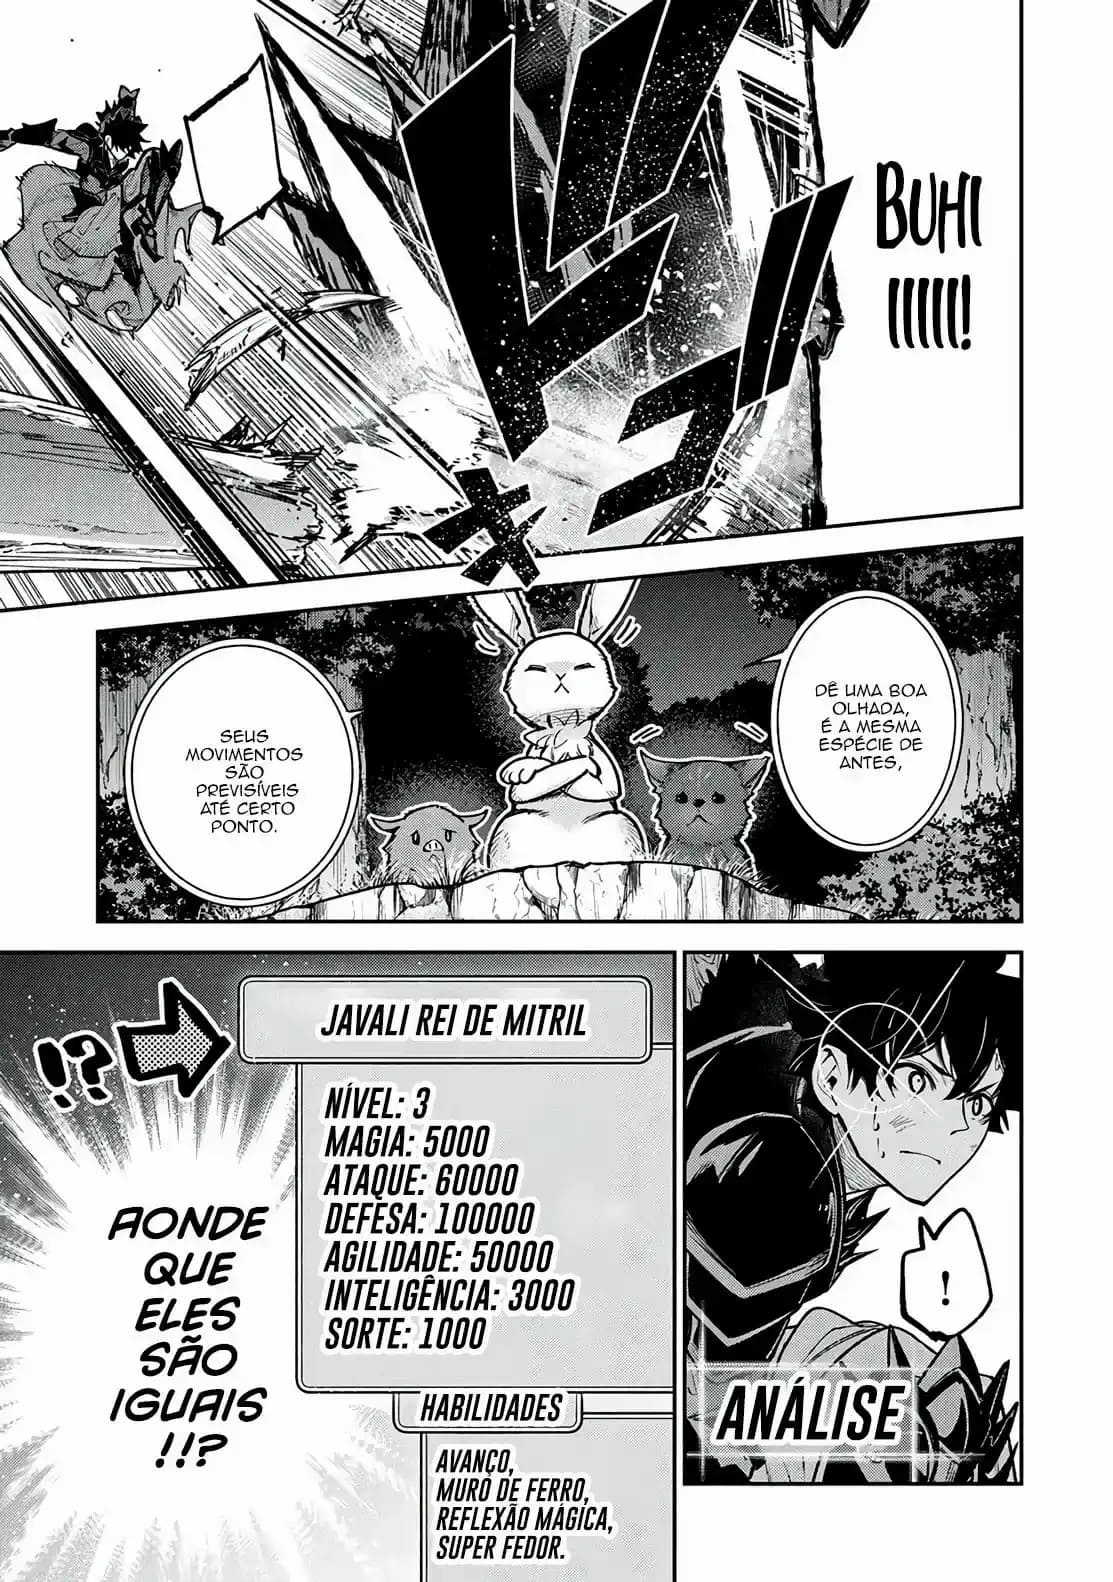 BUHI
IIIII!
DÊ UMA BOA
OLHADA,
É A MESMA
ESPÉCIE DE
ANTES,
SEUS
MOVIMENTOS
SÃO
PREVISÍVEIS
ATÉ CERTO
PONTO.
!
ANÁLISE
!?
JAVALI REI DE MITRIL
NÍVEL: 3
MAGIA: 5000
ATAQUE: 60000
DEFESA: 100000
AGILIDADE: 50000
INTELIGÊNCIA: 3000
SORTE: 1000
HABILIDADES
AVANÇO,
MURO DE FERRO,
REFLEXÃO MÁGICA,
SUPER FEDOR.
AONDE
QUE
ELES
SÃO
IGUAIS
!!?